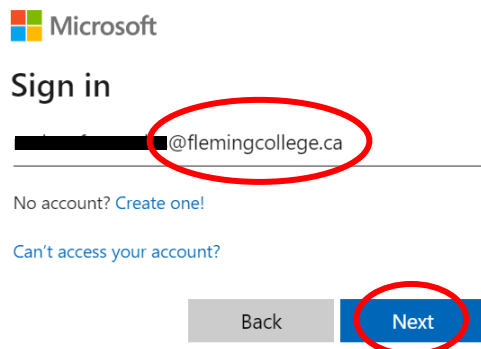 Microsoft
Sign in
@flemingcollege.ca
No account? Create one!
Can't access your account?
Back
Next